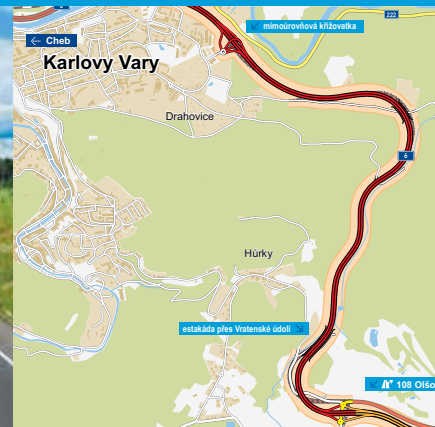 222
mimoúrovňová křižovatka
← Cheb
Karlovy Vary
Drahovice
6
Hůrky
estakáda přes Vratenské údolí
108 Olšo